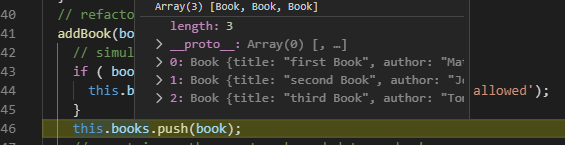 Array(3) [Book, Book, Book]
length: 3
__proto__: Array(0) [, …]
0: Book {title: "first Book", author: "Ma
1: Book {title: "second Book", author: "J
2: Book {title: "third Book", author: "To
40 // refacto
41 addBook(bo
42 // simul
43 if ( boo
44 this.b allowed');
45 }
46 this.books.push(book);